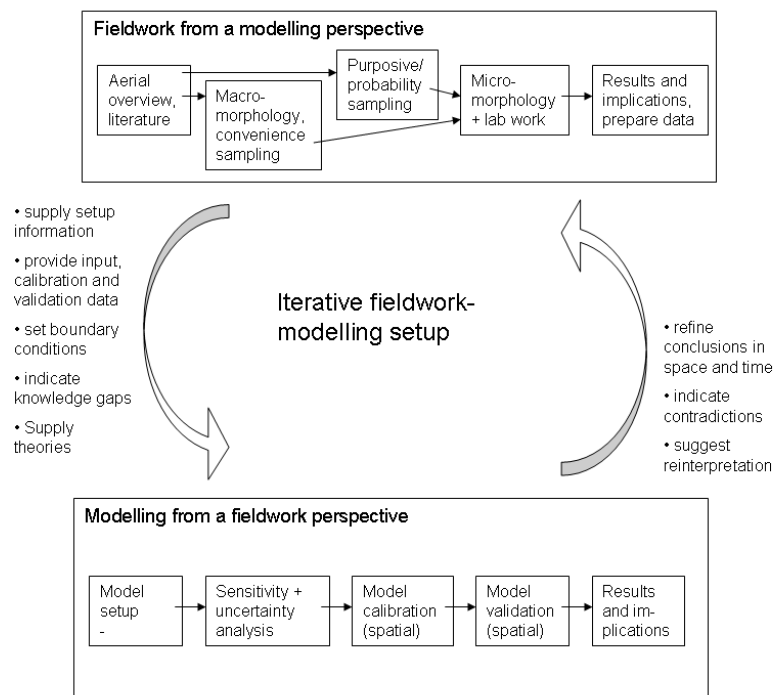 Fieldwork from a modelling perspective
Aerial
overview,
literature
Macro-
morphology,
convenience
sampling
Purposive/
probability
sampling
Micro-
morphology
+ lab work
Results and
implications,
prepare data
• supply setup
information
• provide input,
calibration and
validation data
• set boundary
conditions
• indicate
knowledge gaps
• Supply
theories
Iterative fieldwork-
modelling setup
• refine
conclusions in
space and time
• indicate
contradictions
• suggest
reinterpretation
Modelling from a fieldwork perspective
Model
setup
-
Sensitivity +
uncertainty
analysis
Model
calibration
(spatial)
Model
validation
(spatial)
Results
and im-
plications